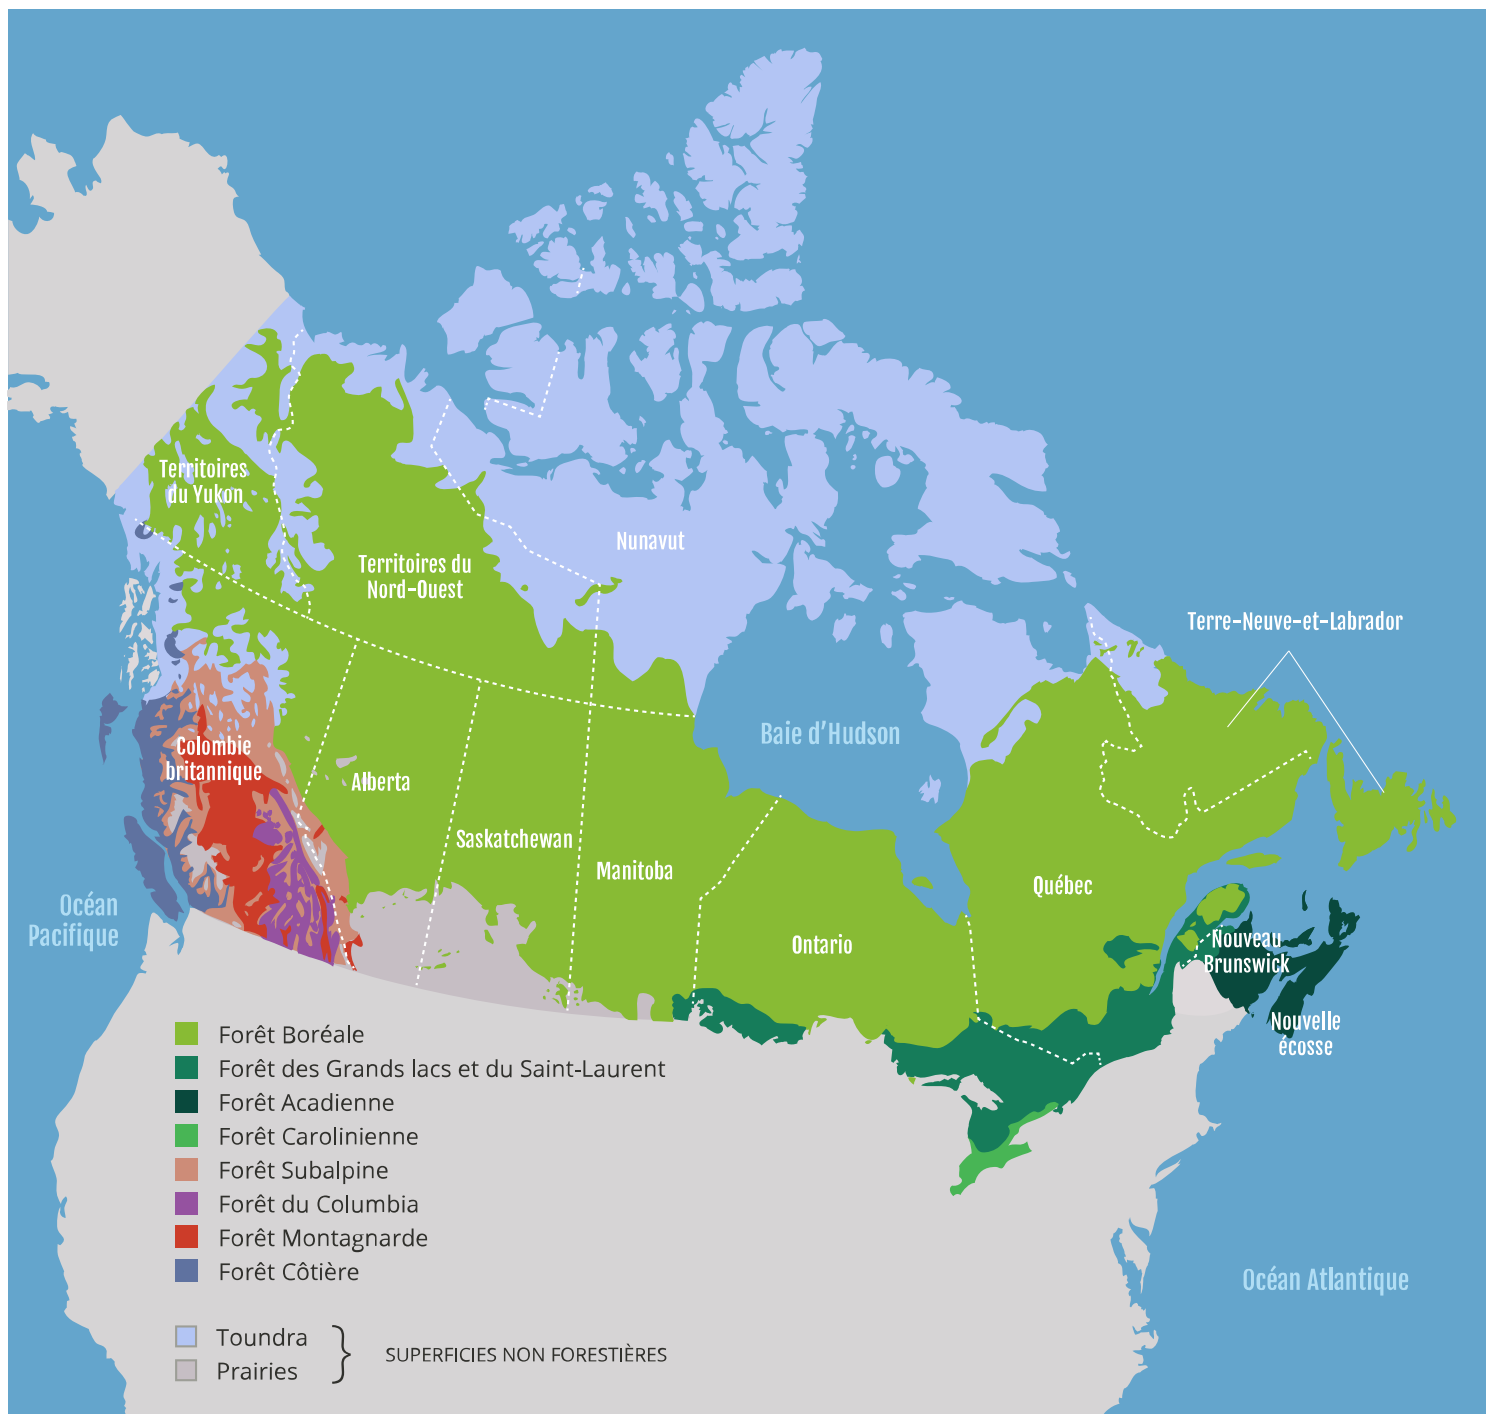 Territoires
du Yukon
Territoires du
Nord-Ouest
Nunavut
Terre-Neuve-et-Labrador
Baie d'Hudson
Colombie
britannique
Alberta
Saskatchewan
Manitoba
Ontario
Québec
Océan
Pacifique
Nouveau
Brunswick
Nouvelle
écosse
Océan Atlantique
Forêt Boréale
Forêt des Grands lacs et du Saint-Laurent
Forêt Acadienne
Forêt Carolinienne
Forêt Subalpine
Forêt du Columbia
Forêt Montagnarde
Forêt Côtière
Toundra
Prairies
SUPERFICIES NON FORESTIÈRES